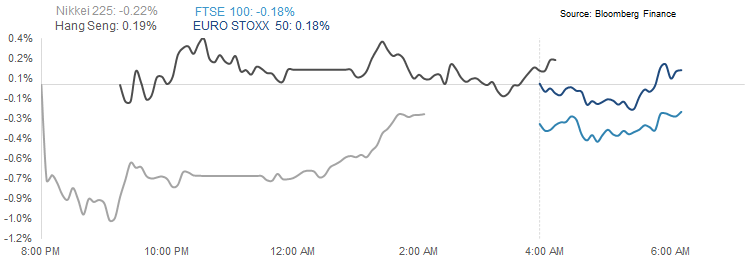 Nikkei 225: -0.22%
FTSE 100: -0.18%
Hang Seng: 0.19%
EURO STOXX 50: 0.18%
Source: Bloomberg Finance
0.4%
0.2%
0.1%
-0.1%
-0.3%
-0.4%
-0.6%
-0.7%
-0.9%
-1.0%
-1.2%
8:00 PM
10:00 PM
12:00 AM
2:00 AM
4:00 AM
6:00 AM